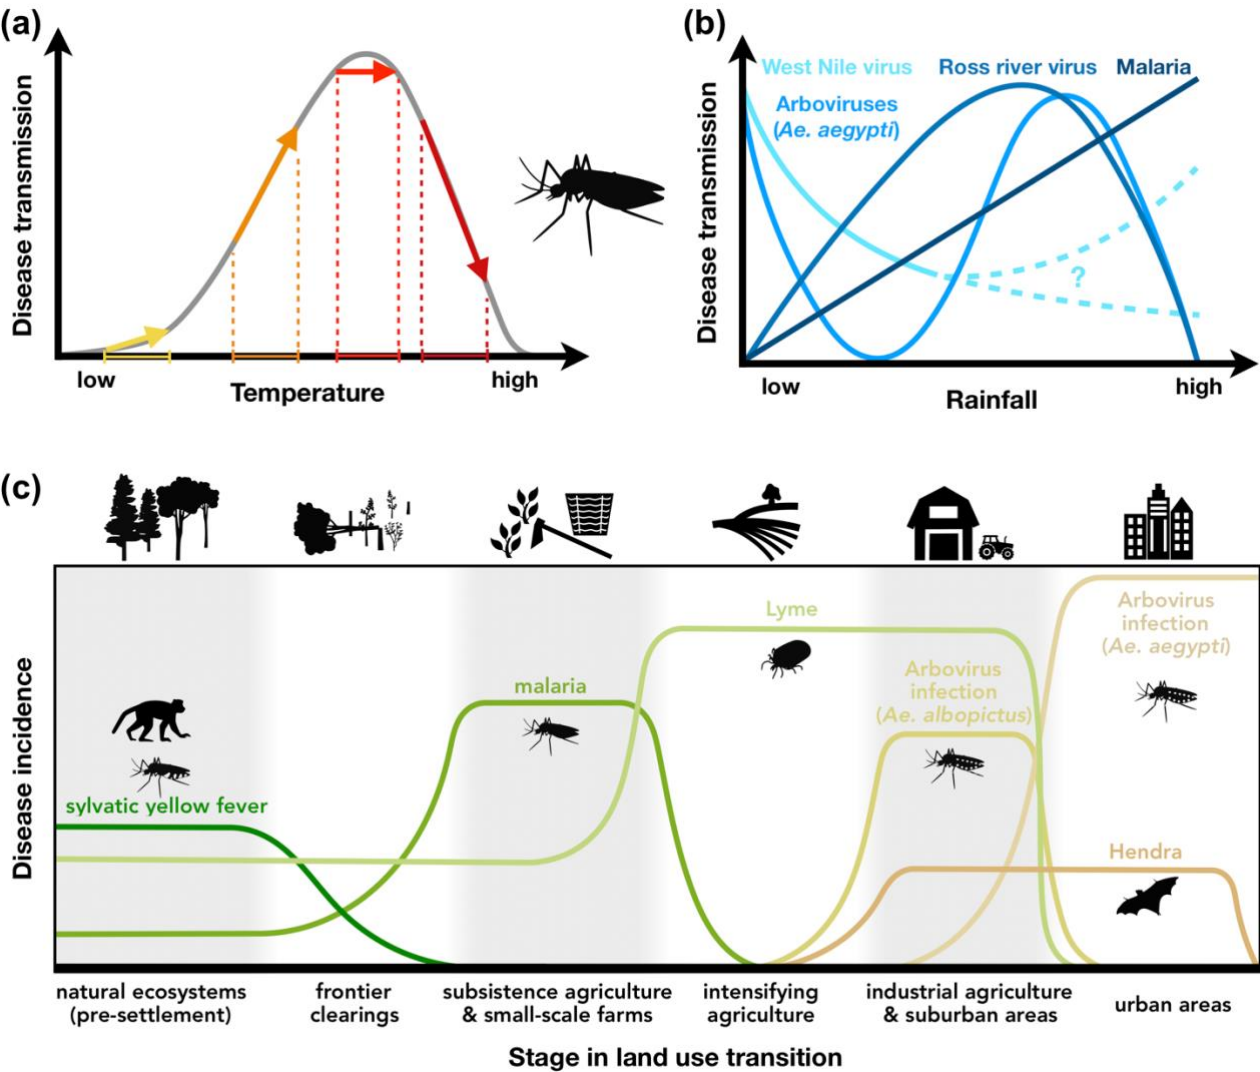 (a)
Disease transmission
low
high
Temperature
(b)
Disease transmission
West Nile virus
Ross river virus
Malaria
Arboviruses
(Ae. aegypti)
?
low
high
Rainfall
(c)
Disease incidence
Lyme
Arbovirus
infection
(Ae. aegypti)
Arbovirus
infection
(Ae. albopictus)
malaria
sylvatic yellow fever
Hendra
natural ecosystems
(pre-settlement)
frontier
clearings
subsistence agriculture
& small-scale farms
intensifying
agriculture
industrial agriculture
& suburban areas
urban areas
Stage in land use transition